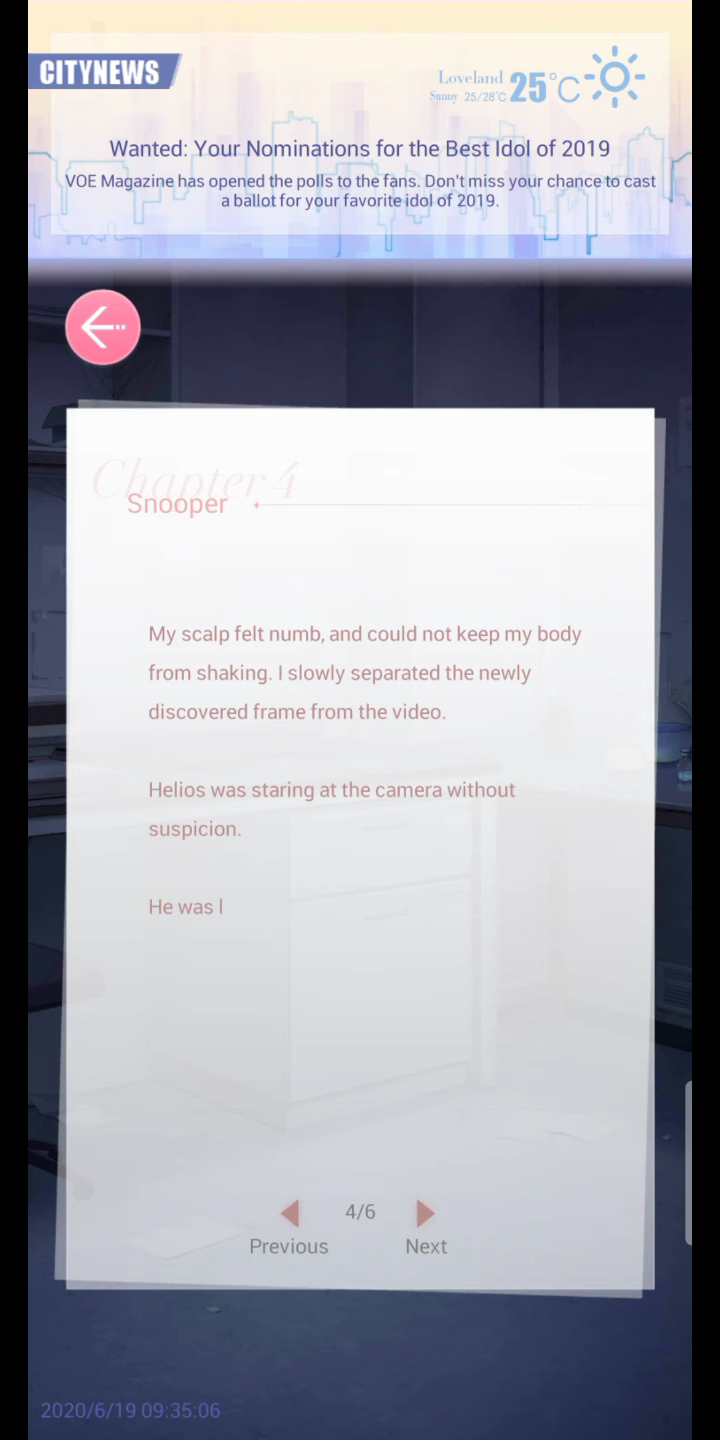 CITYNEWS
Loveland
Sunny 25/28°C 25°C
Wanted: Your Nominations for the Best Idol of 2019
VOE Magazine has opened the polls to the fans. Don't miss your chance to cast
a ballot for your favorite idol of 2019.
Chapter 4
Snooper
My scalp felt numb, and could not keep my body
from shaking. I slowly separated the newly
discovered frame from the video.
Helios was staring at the camera without
suspicion.
He was l
4/6
Previous Next
2020/6/19 09:35:06